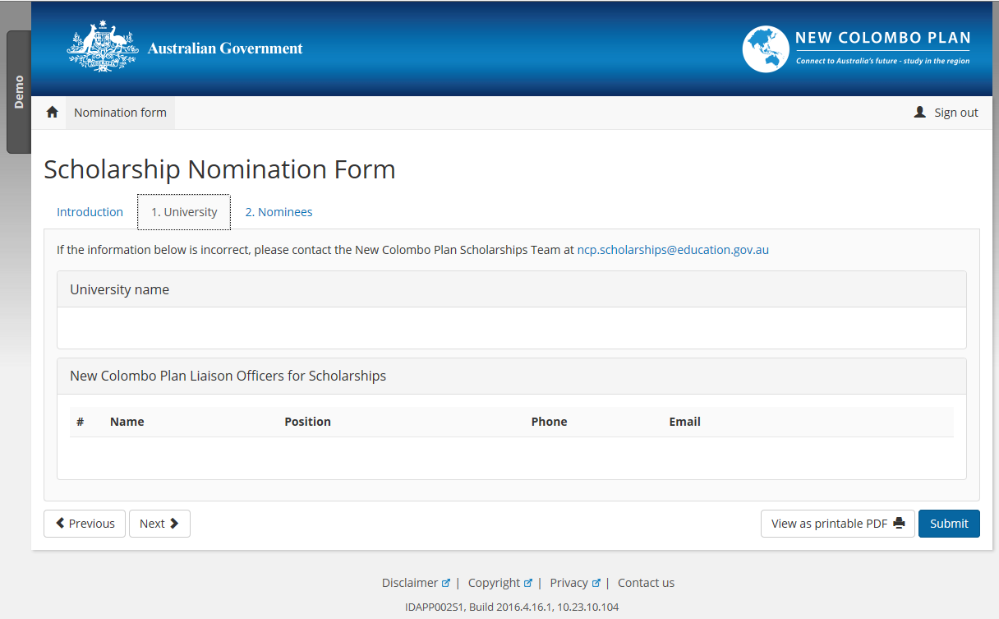 Demo
Australian Government
NEW COLOMBO PLAN
Connect to Australia's future - study in the region
Nomination form
Sign out
Scholarship Nomination Form
Introduction
1. University
2. Nominees
If the information below is incorrect, please contact the New Colombo Plan Scholarships Team at ncp.scholarships@education.gov.au
University name
New Colombo Plan Liaison Officers for Scholarships
# Name Position Phone Email
Previous
Next
View as printable PDF
Submit
Disclaimer | Copyright | Privacy | Contact us
IDAPP002S1, Build 2016.4.16.1, 10.23.10.104